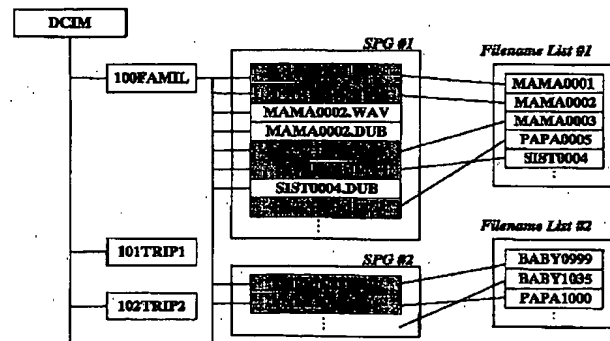 DCIM
100FAMIL
101TRIP1
102TRIP2
SPG #1
MAMA0002.WAV
MAMA0002.DUB
SIST0004.DUB
SPG #2
Filename List #1
MAMA0001
MAMA0002
MAMA0003
PAPA0005
SIST0004
Filename List #2
BABY0999
BABY1035
PAPA1000